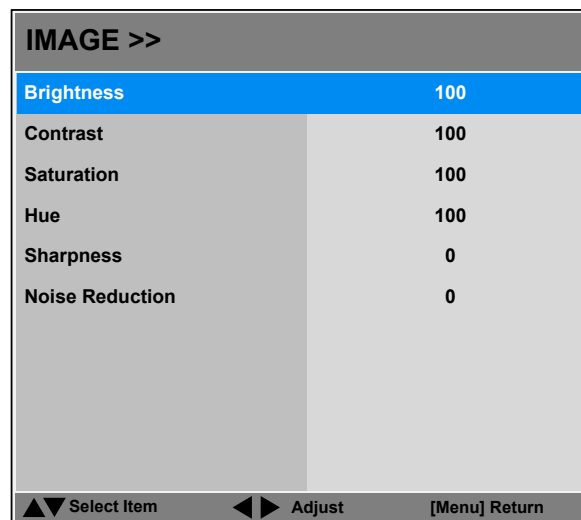 IMAGE >>
Brightness 100
Contrast 100
Saturation 100
Hue 100
Sharpness 0
Noise Reduction 0
Select Item Adjust [Menu] Return